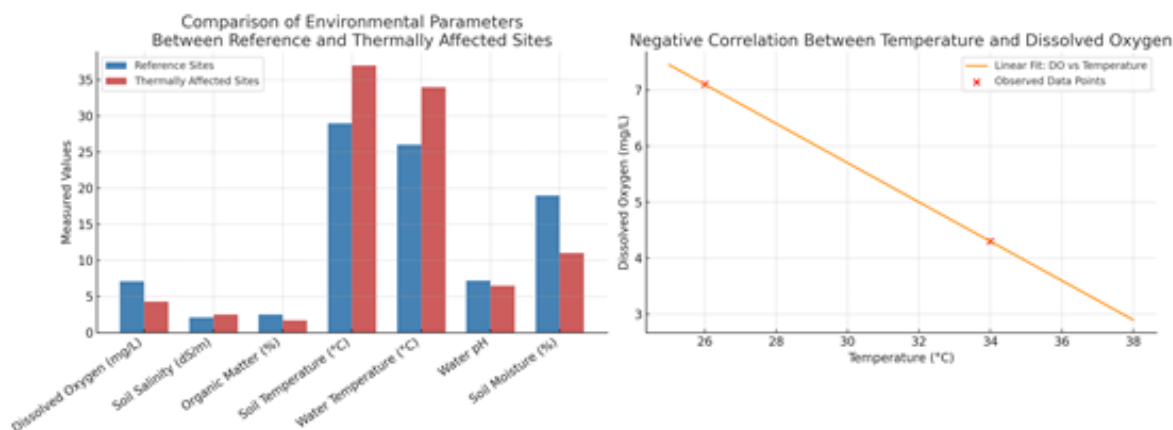 Comparison of Environmental Parameters
Between Reference and Thermally Affected Sites
Reference Sites
Thermally Affected Sites
Measured Values
35
30
25
20
15
10
5
0
Dissolved Oxygen (mg/L)
Soil Salinity (dS/m)
Organic Matter (%)
Soil Temperature (°C)
Water Temperature (°C)
Water pH
Soil Moisture (%)
Negative Correlation Between Temperature and Dissolved Oxygen
Linear Fit: DO vs Temperature
Observed Data Points
Dissolved Oxygen (mg/L)
7
6
5
4
3
26
28
30
32
34
36
38
Temperature (°C)